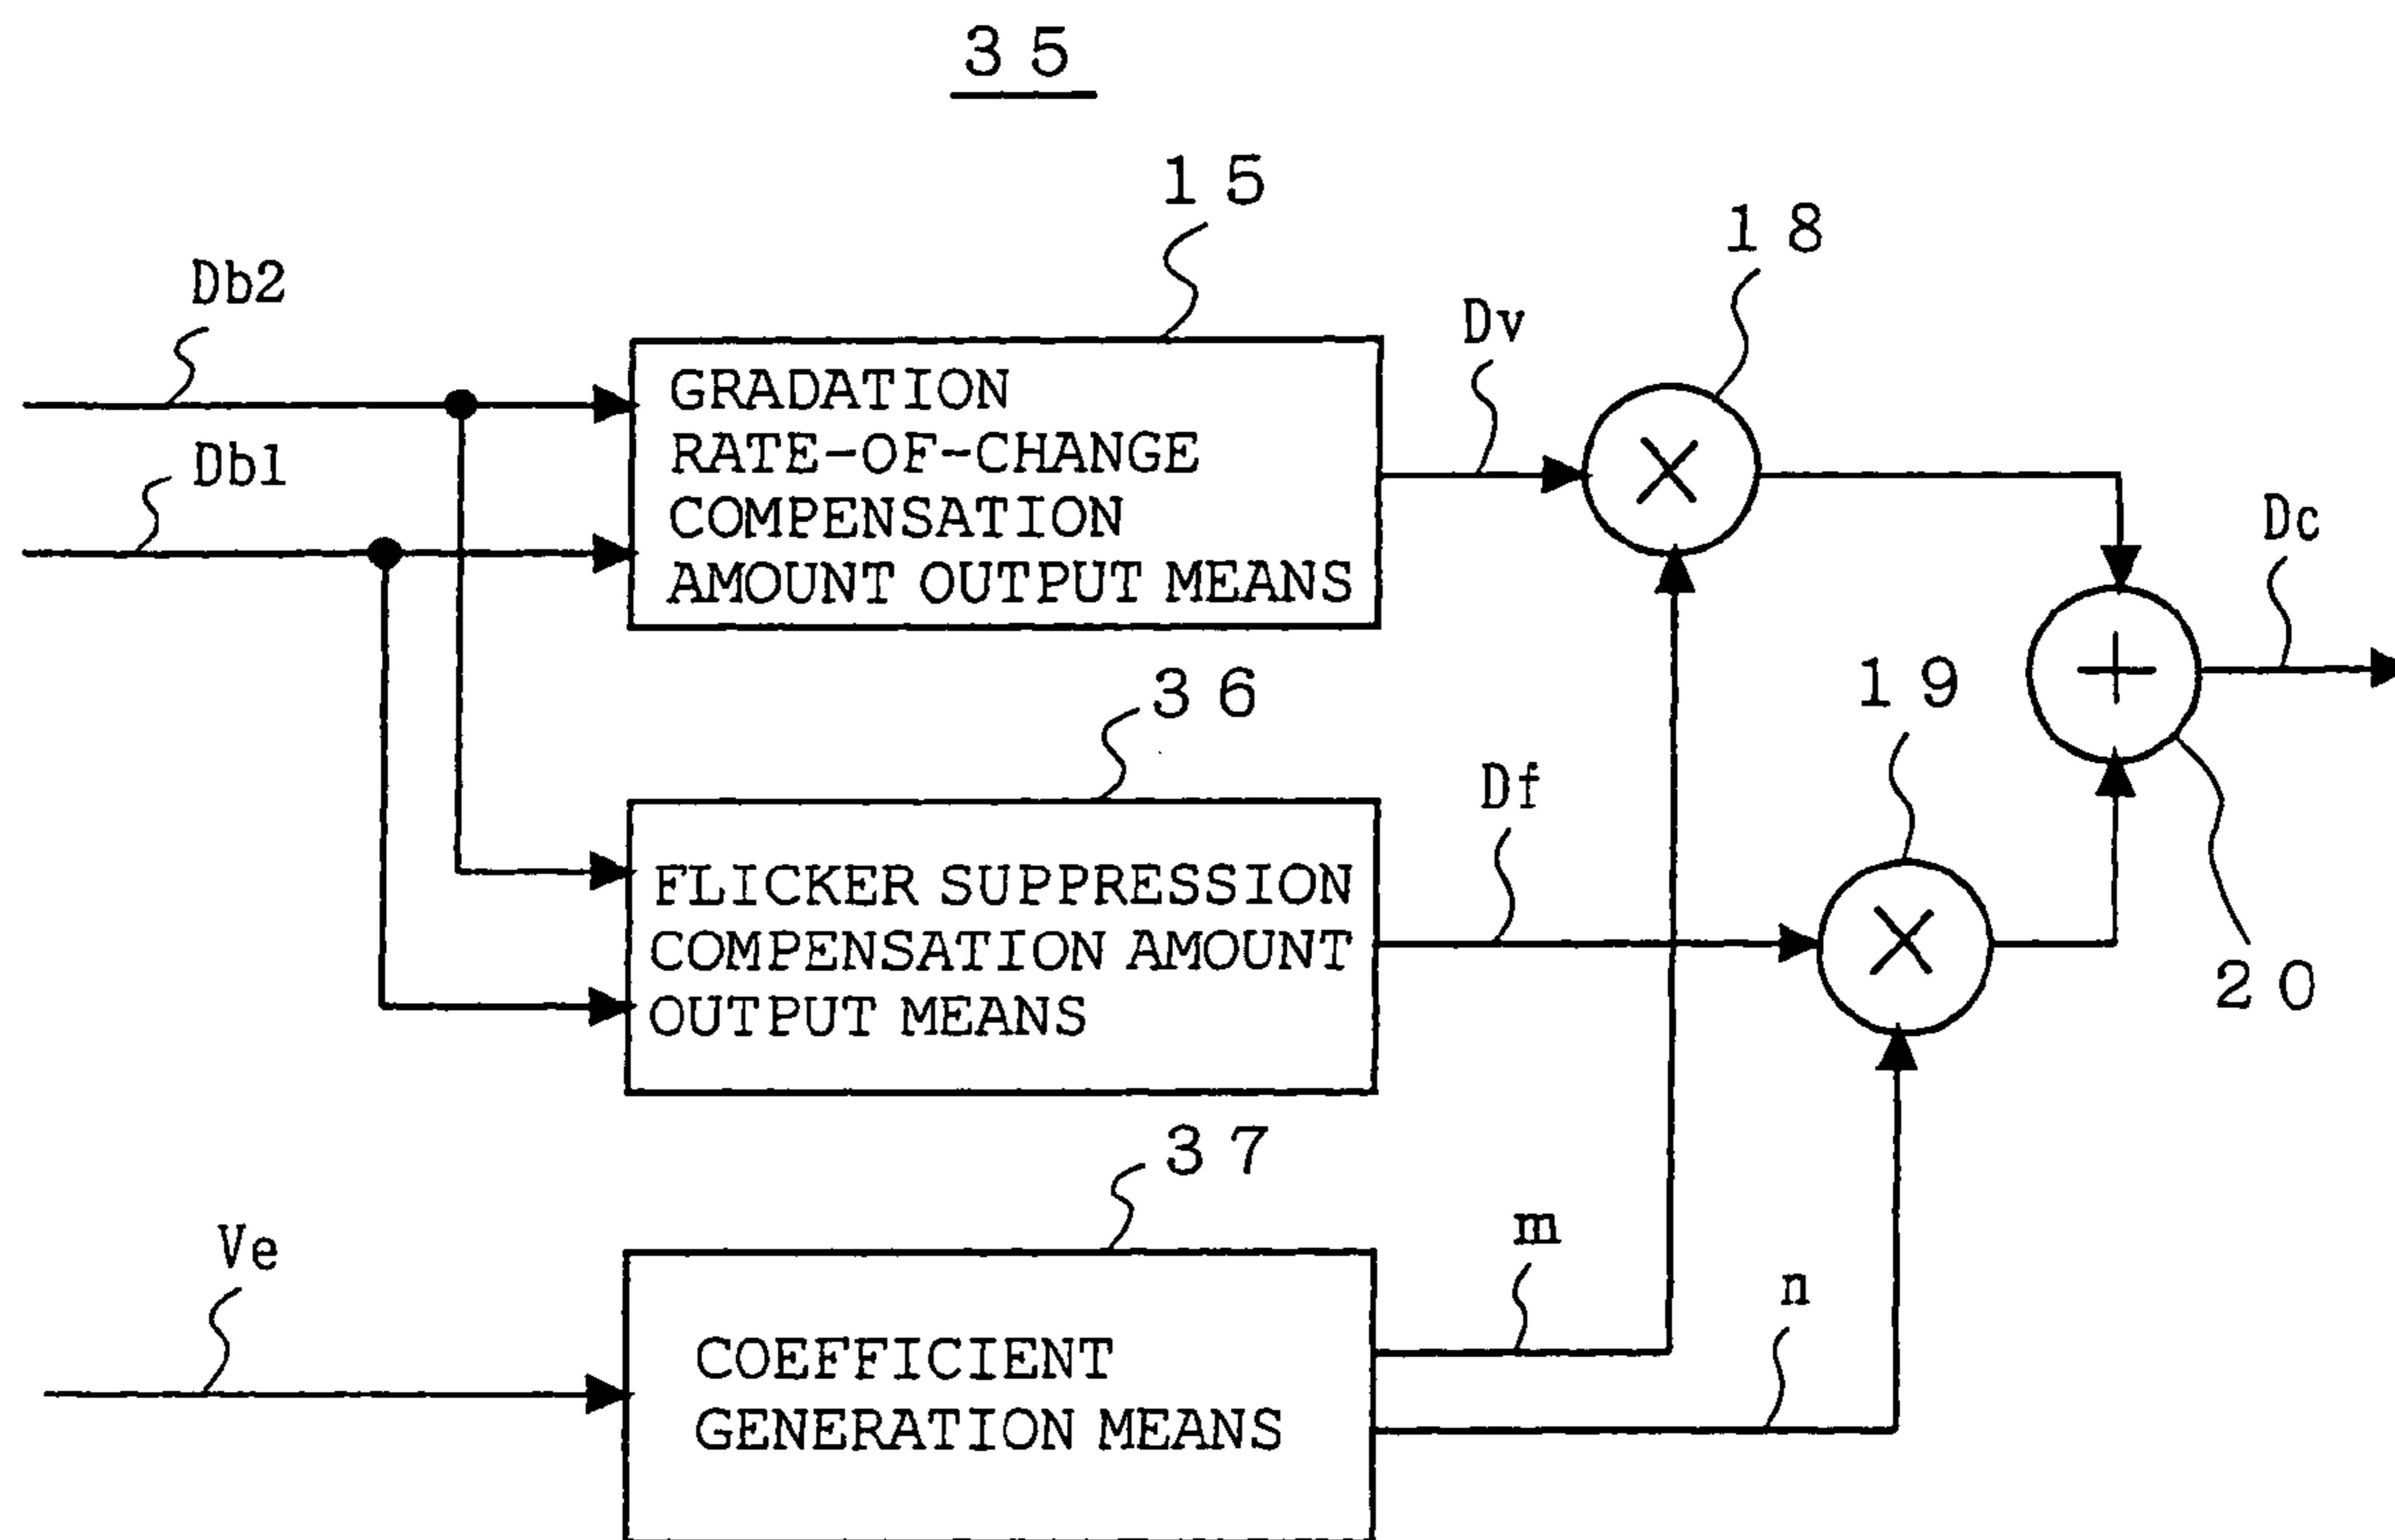 35
15
18
Db2
Dv
GRADATION
RATE-OF-CHANGE
COMPENSATION
AMOUNT OUTPUT MEANS
Db1
×
Dc
+
36
19
Df
FLICKER SUPPRESSION
COMPENSATION AMOUNT
OUTPUT MEANS
×
20
37
Ve
m
n
COEFFICIENT
GENERATION MEANS